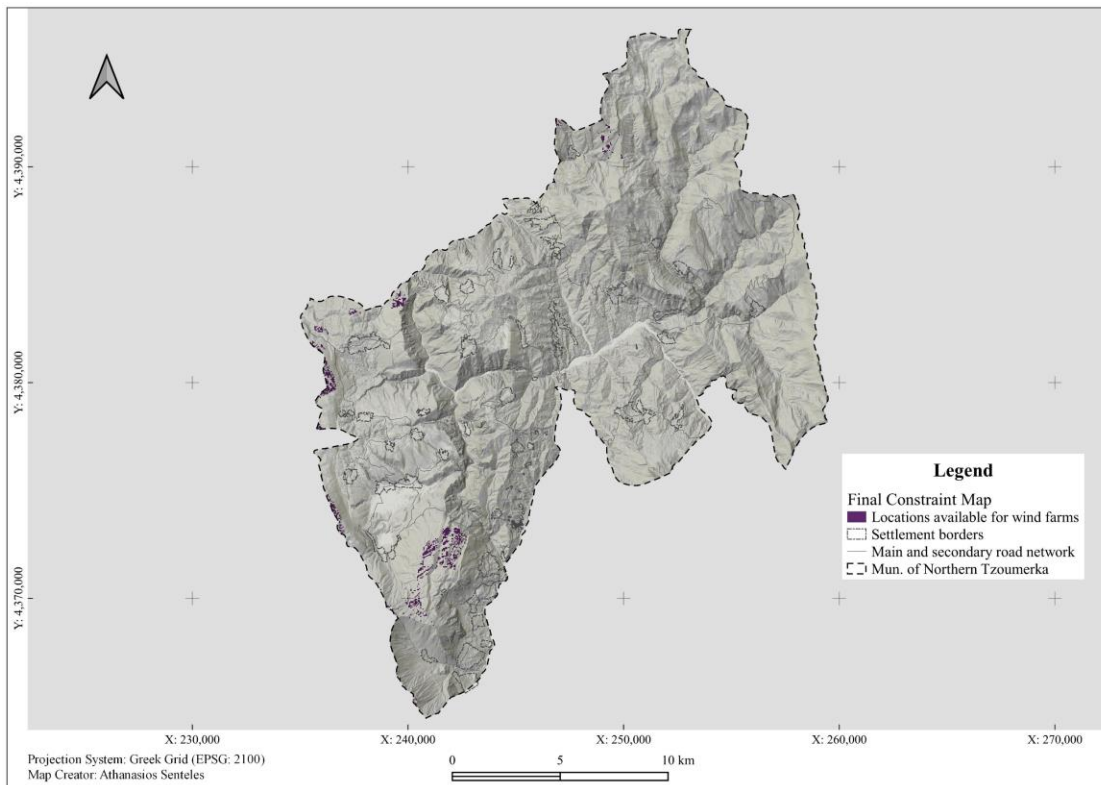 Y: 4,390,000
Y: 4,380,000
Y: 4,370,000
Legend
Final Constraint Map
Locations available for wind farms
Settlement borders
Main and secondary road network
Mun. of Northern Tzoumerka
X: 230,000 X: 240,000 X: 250,000 X: 260,000 X: 270,000
Projection System: Greek Grid (EPSG: 2100)
Map Creator: Athanasios Senteles
0 5 10 km